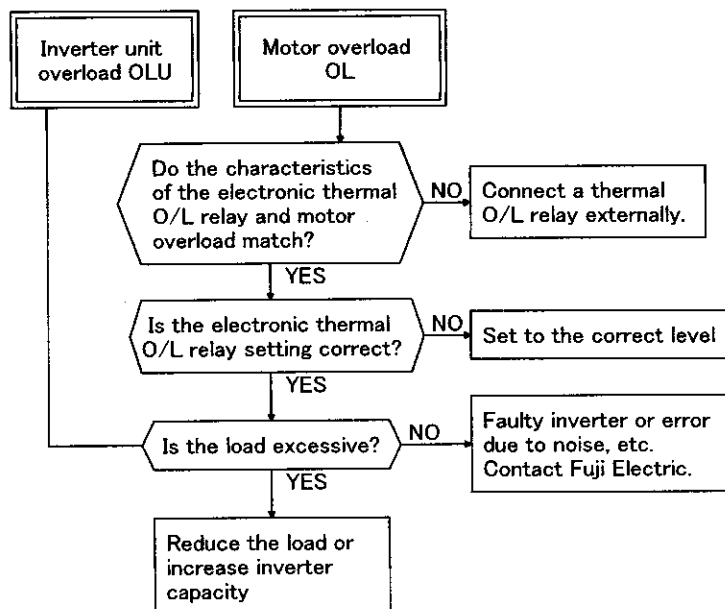 Inverter unit
overload OLU
Motor overload
OL
Do the characteristics
of the electronic thermal
O/L relay and motor
overload match?
NO
Connect a thermal
O/L relay externally.
YES
Is the electronic thermal
O/L relay setting correct?
NO
Set to the correct level
YES
Is the load excessive?
NO
Faulty inverter or error
due to noise, etc.
Contact Fuji Electric.
YES
Reduce the load or
increase inverter
capacity